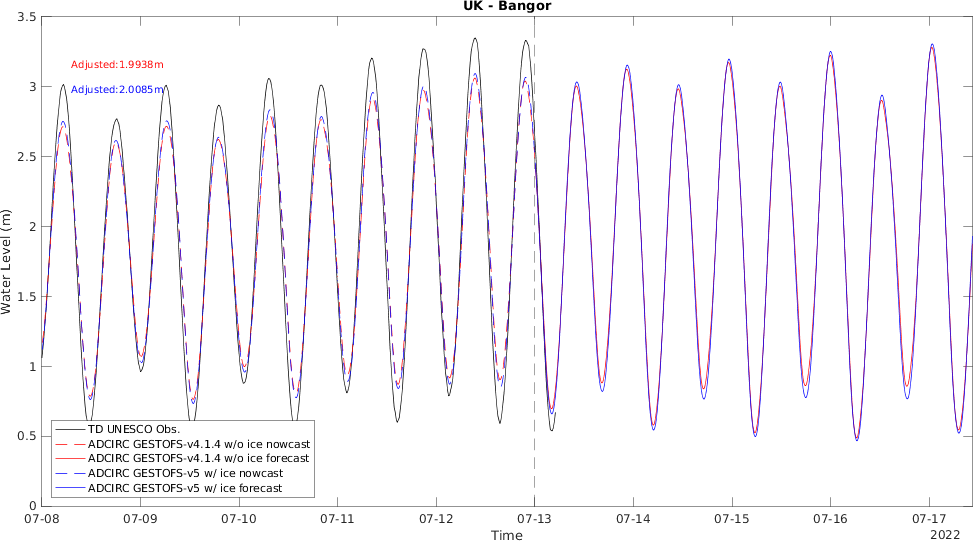 UK - Bangor
3.5
3
2.5
2
1.5
1
0.5
0
Water Level (m)
Adjusted:1.9938m
Adjusted:2.0085m
TD UNESCO Obs.
ADCIRC GESTOFS-v4.1.4 w/o ice nowcast
ADCIRC GESTOFS-v4.1.4 w/o ice forecast
ADCIRC GESTOFS-v5 w/ ice nowcast
ADCIRC GESTOFS-v5 w/ ice forecast
07-08 07-09 07-10 07-11 07-12 07-13 07-14 07-15 07-16 07-17
Time
2022